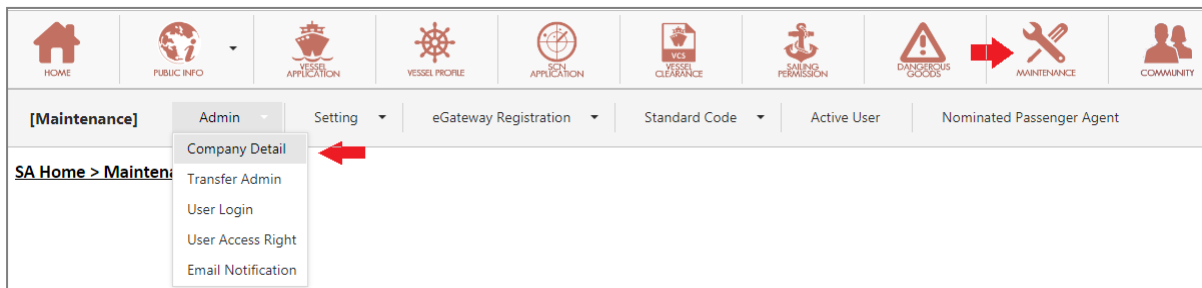 HOME
PUBLIC INFO
VESSEL APPLICATION
VESSEL PROFILE
SCN APPLICATION
VCS
VESSEL CLEARANCE
SAILING PERMISSION
DANGEROUS GOODS
MAINTENANCE
COMMUNITY
[Maintenance] Admin Setting eGateway Registration Standard Code Active User Nominated Passenger Agent
Company Detail
SA Home > Maintena
Transfer Admin
User Login
User Access Right
Email Notification